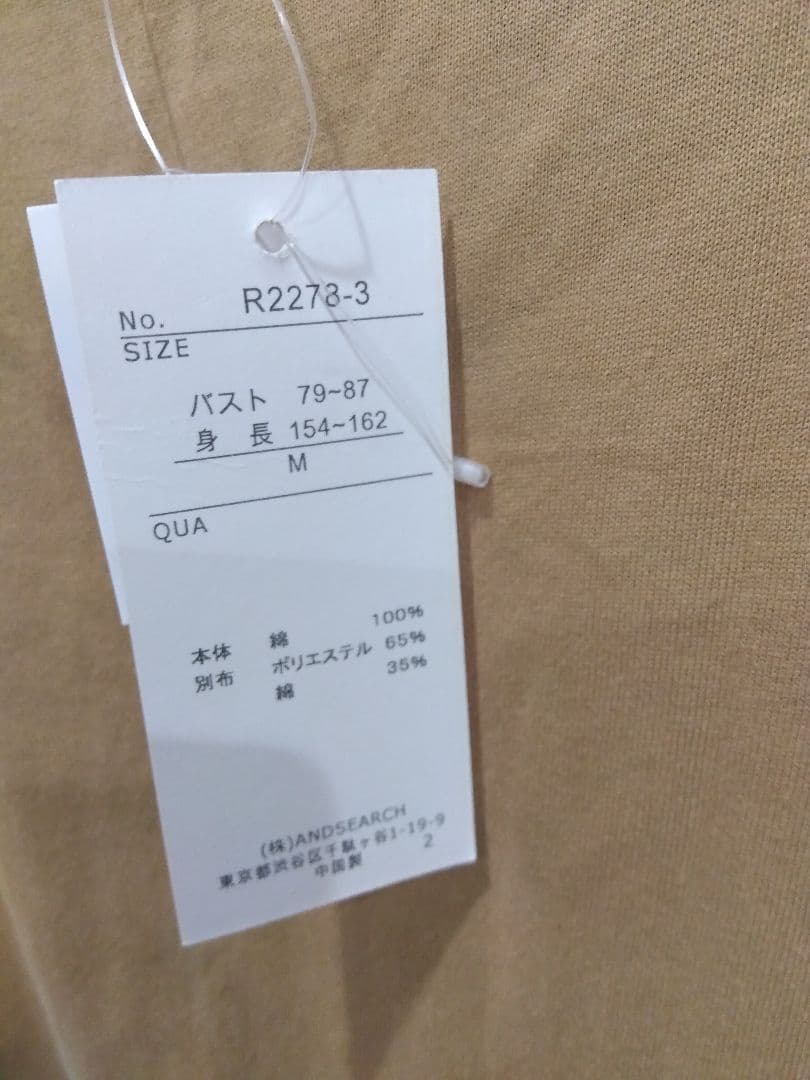 No. R2278-3
SIZE
バスト 79~87
身 長 154~162
M
QUA
本体 綿 100%
別布 ポリエステル 65%
綿 35%
(株)ANDSEARCH
東京都渋谷区千駄ヶ谷1-19-9
中国製 2